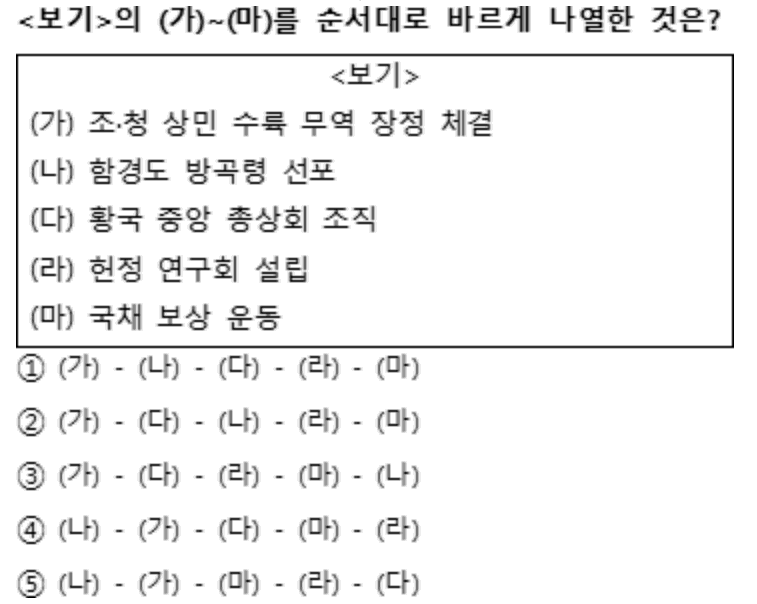 <보기>의 (가)~(마)를 순서대로 바르게 나열한 것은?
<보기>
(가) 조·청 상민 수륙 무역 장정 체결
(나) 함경도 방곡령 선포
(다) 황국 중앙 총상회 조직
(라) 헌정 연구회 설립
(마) 국채 보상 운동
① (가) - (나) - (다) - (라) - (마)
② (가) - (다) - (나) - (라) - (마)
③ (가) - (다) - (라) - (마) - (나)
④ (나) - (가) - (다) - (마) - (라)
⑤ (나) - (가) - (마) - (라) - (다)